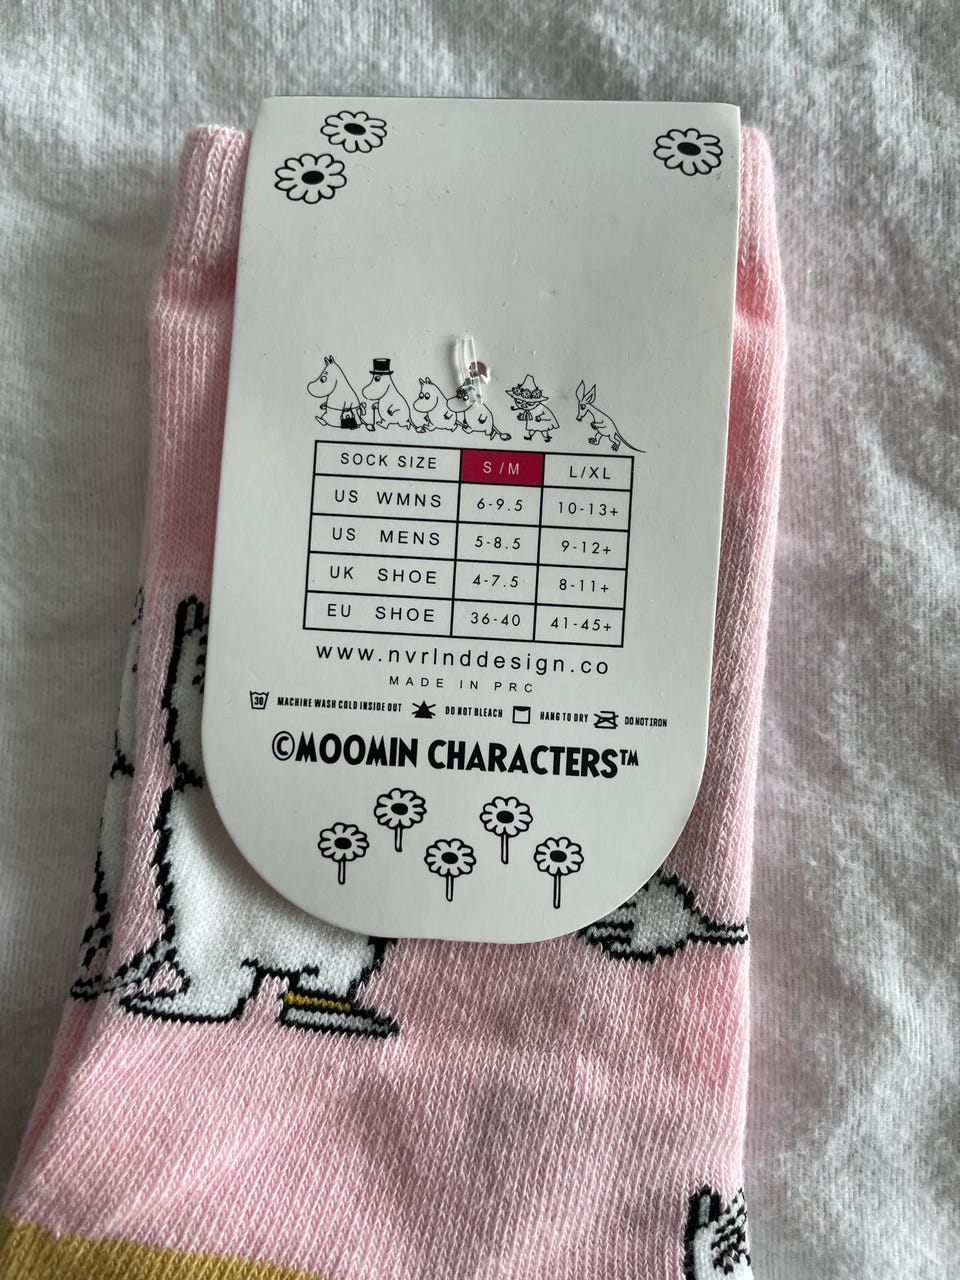 SOCK SIZE S/M L/XL
US WMNS 6-9.5 10-13+
US MENS 5-8.5 9-12+
UK SHOE 4-7.5 8-11+
EU SHOE 36-40 41-45+
www.nvrlnddesign.co
MADE IN PRC
30 MACHINE WASH COLD INSIDE OUT DO NOT BLEACH HANG TO DRY DO NOT IRON
©MOOMIN CHARACTERS™